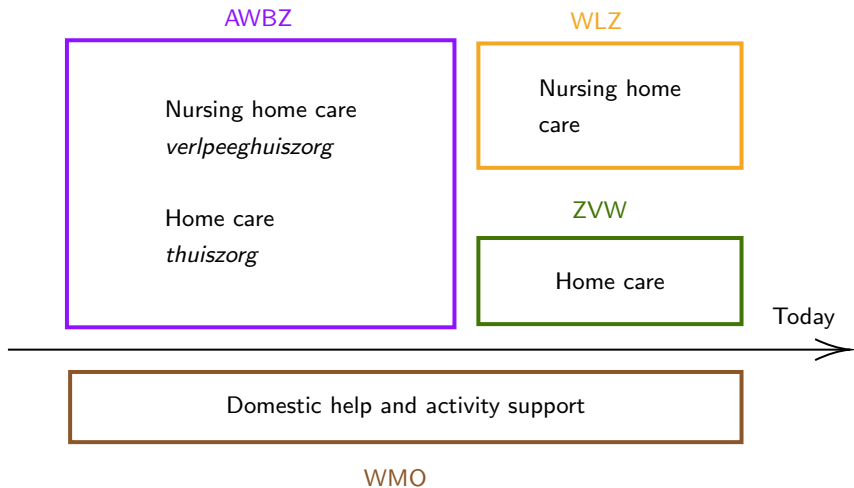 AWBZ
Nursing home care
verlpeeghuiszorg
Home care
thuiszorg
WLZ
Nursing home
care
ZVW
Home care
Today
Domestic help and activity support
WMO